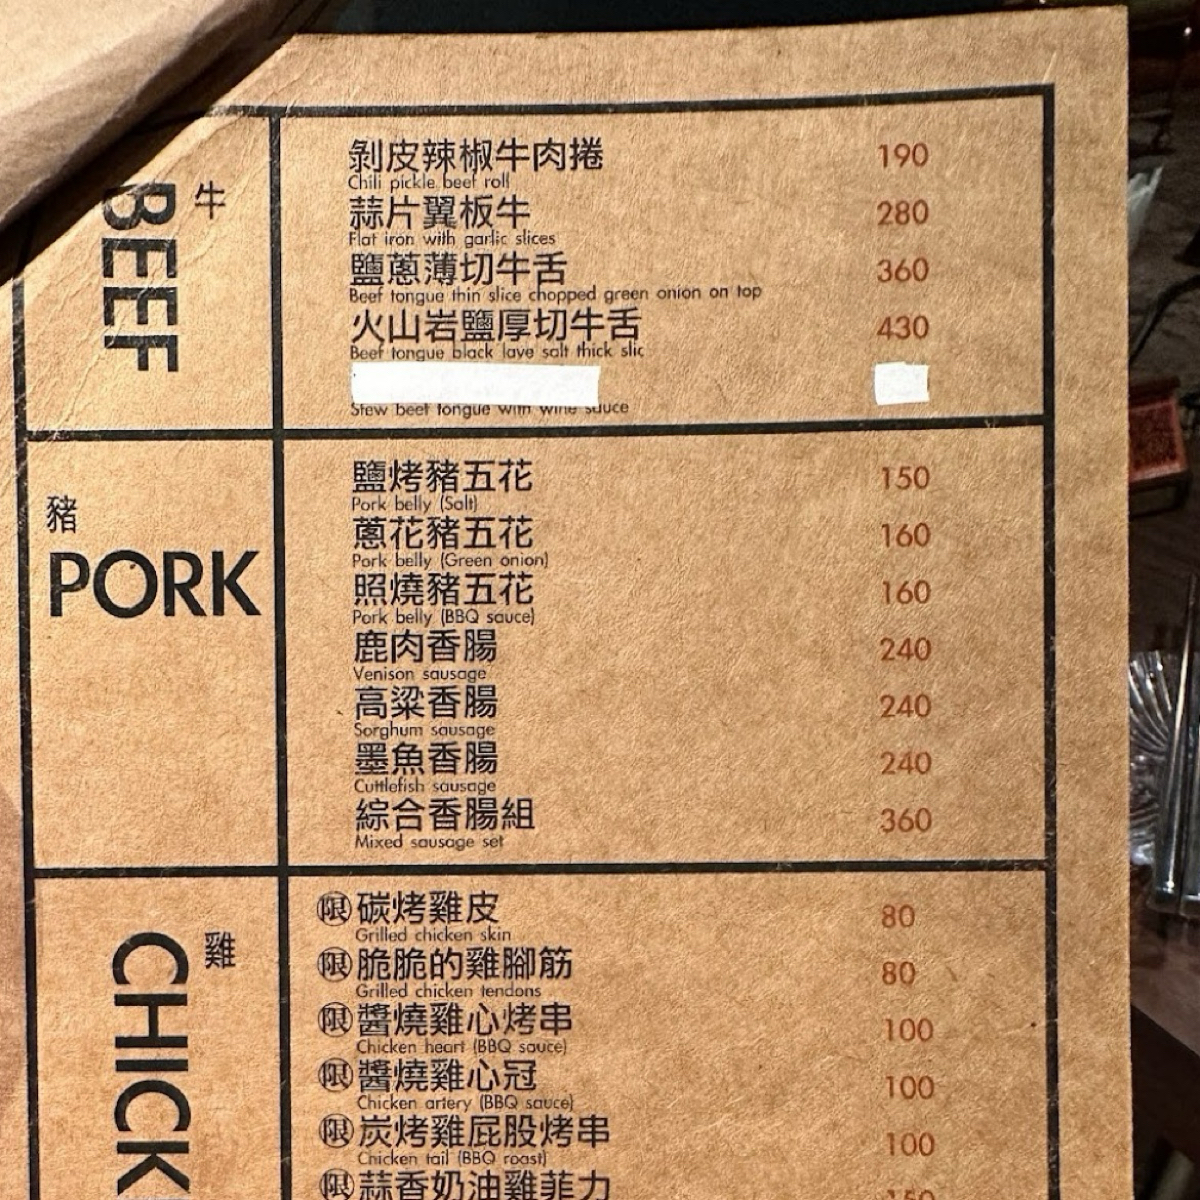 牛
BEEF
剝皮辣椒牛肉捲 190
Chili pickle beef roll
蒜片翼板牛 280
Flat iron with garlic slices
鹽蔥薄切牛舌 360
Beef tongue thin slice chopped green onion on top
火山岩鹽厚切牛舌 430
Beef tongue black lave salt thick slic
Stew beef tongue with wine sauce
豬
PORK
鹽烤豬五花 150
Pork belly (Salt)
蔥花豬五花 160
Pork belly (Green onion)
照燒豬五花 160
Pork belly (BBQ sauce)
鹿肉香腸 240
Venison sausage
高粱香腸 240
Sorghum sausage
墨魚香腸 240
Cuttlefish sausage
綜合香腸組 360
Mixed sausage set
雞
CHICK
限 碳烤雞皮 80
Grilled chicken skin
限 脆脆的雞腳筋 80
Grilled chicken tendons
限 醬燒雞心烤串 100
Chicken heart (BBQ sauce)
限 醬燒雞心冠 100
Chicken artery (BBQ sauce)
限 炭烤雞屁股烤串 100
Chicken tail (BBQ roast)
限 蒜香奶油雞菲力 150